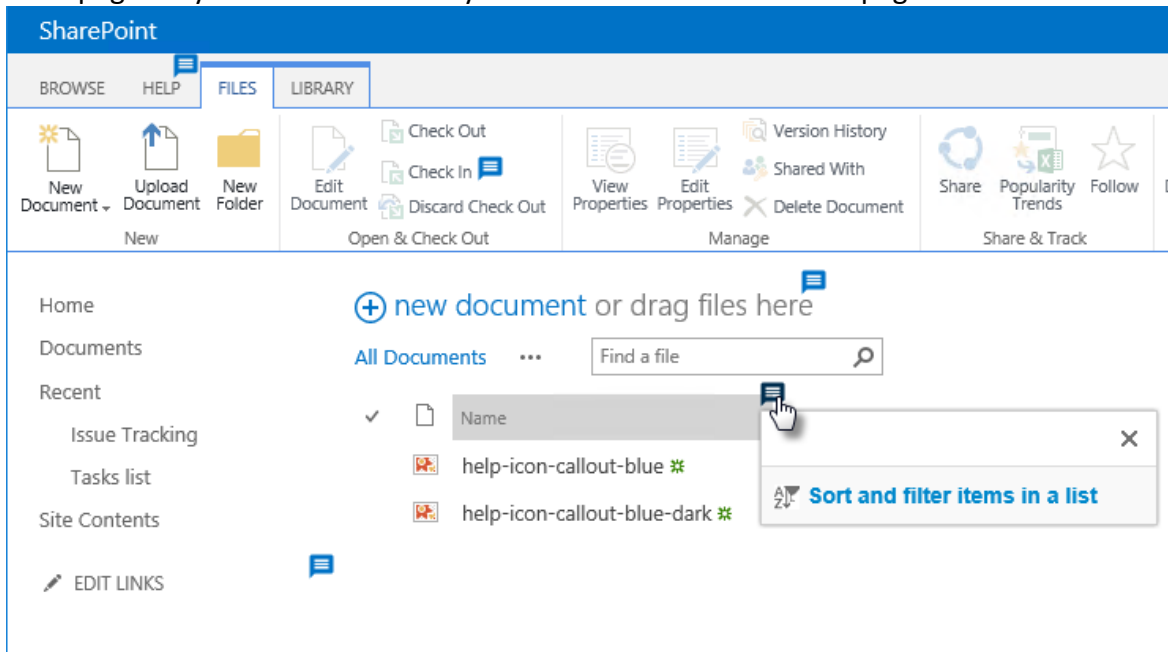 SharePoint
BROWSE HELP FILES LIBRARY
Check Out
Check In
Discard Check Out
Version History
Shared With
Delete Document
New Document
Upload Document
New Folder
Edit Document
View Properties
Edit Properties
Share
Popularity Trends
Follow
New
Open & Check Out
Manage
Share & Track
Home
Documents
Recent
Issue Tracking
Tasks list
Site Contents
EDIT LINKS
new document or drag files here
All Documents ... Find a file
Name
help-icon-callout-blue
help-icon-callout-blue-dark
Sort and filter items in a list